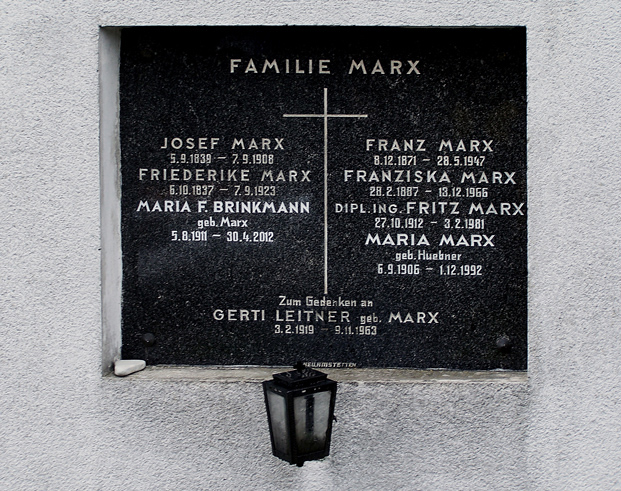 FAMILIE MARX
JOSEF MARX
5.9.1838 – 7.9.1908
FRIEDERIKE MARX
6.10.1837 – 7.9.1923
MARIA F. BRINKMANN
geb. Marx
5.8.1911 – 30.4.2012
FRANZ MARX
8.12.1871 – 28.5.1947
FRANZISKA MARX
28.2.1887 – 13.12.1966
DIPL. ING. FRITZ MARX
27.10.1912 – 3.2.1981
MARIA MARX
geb. Huebner
6.9.1906 – 1.12.1992
Zum Gedenken an
GERTI LEITNER geb. MARX
3.2.1919 – 9.11.1963